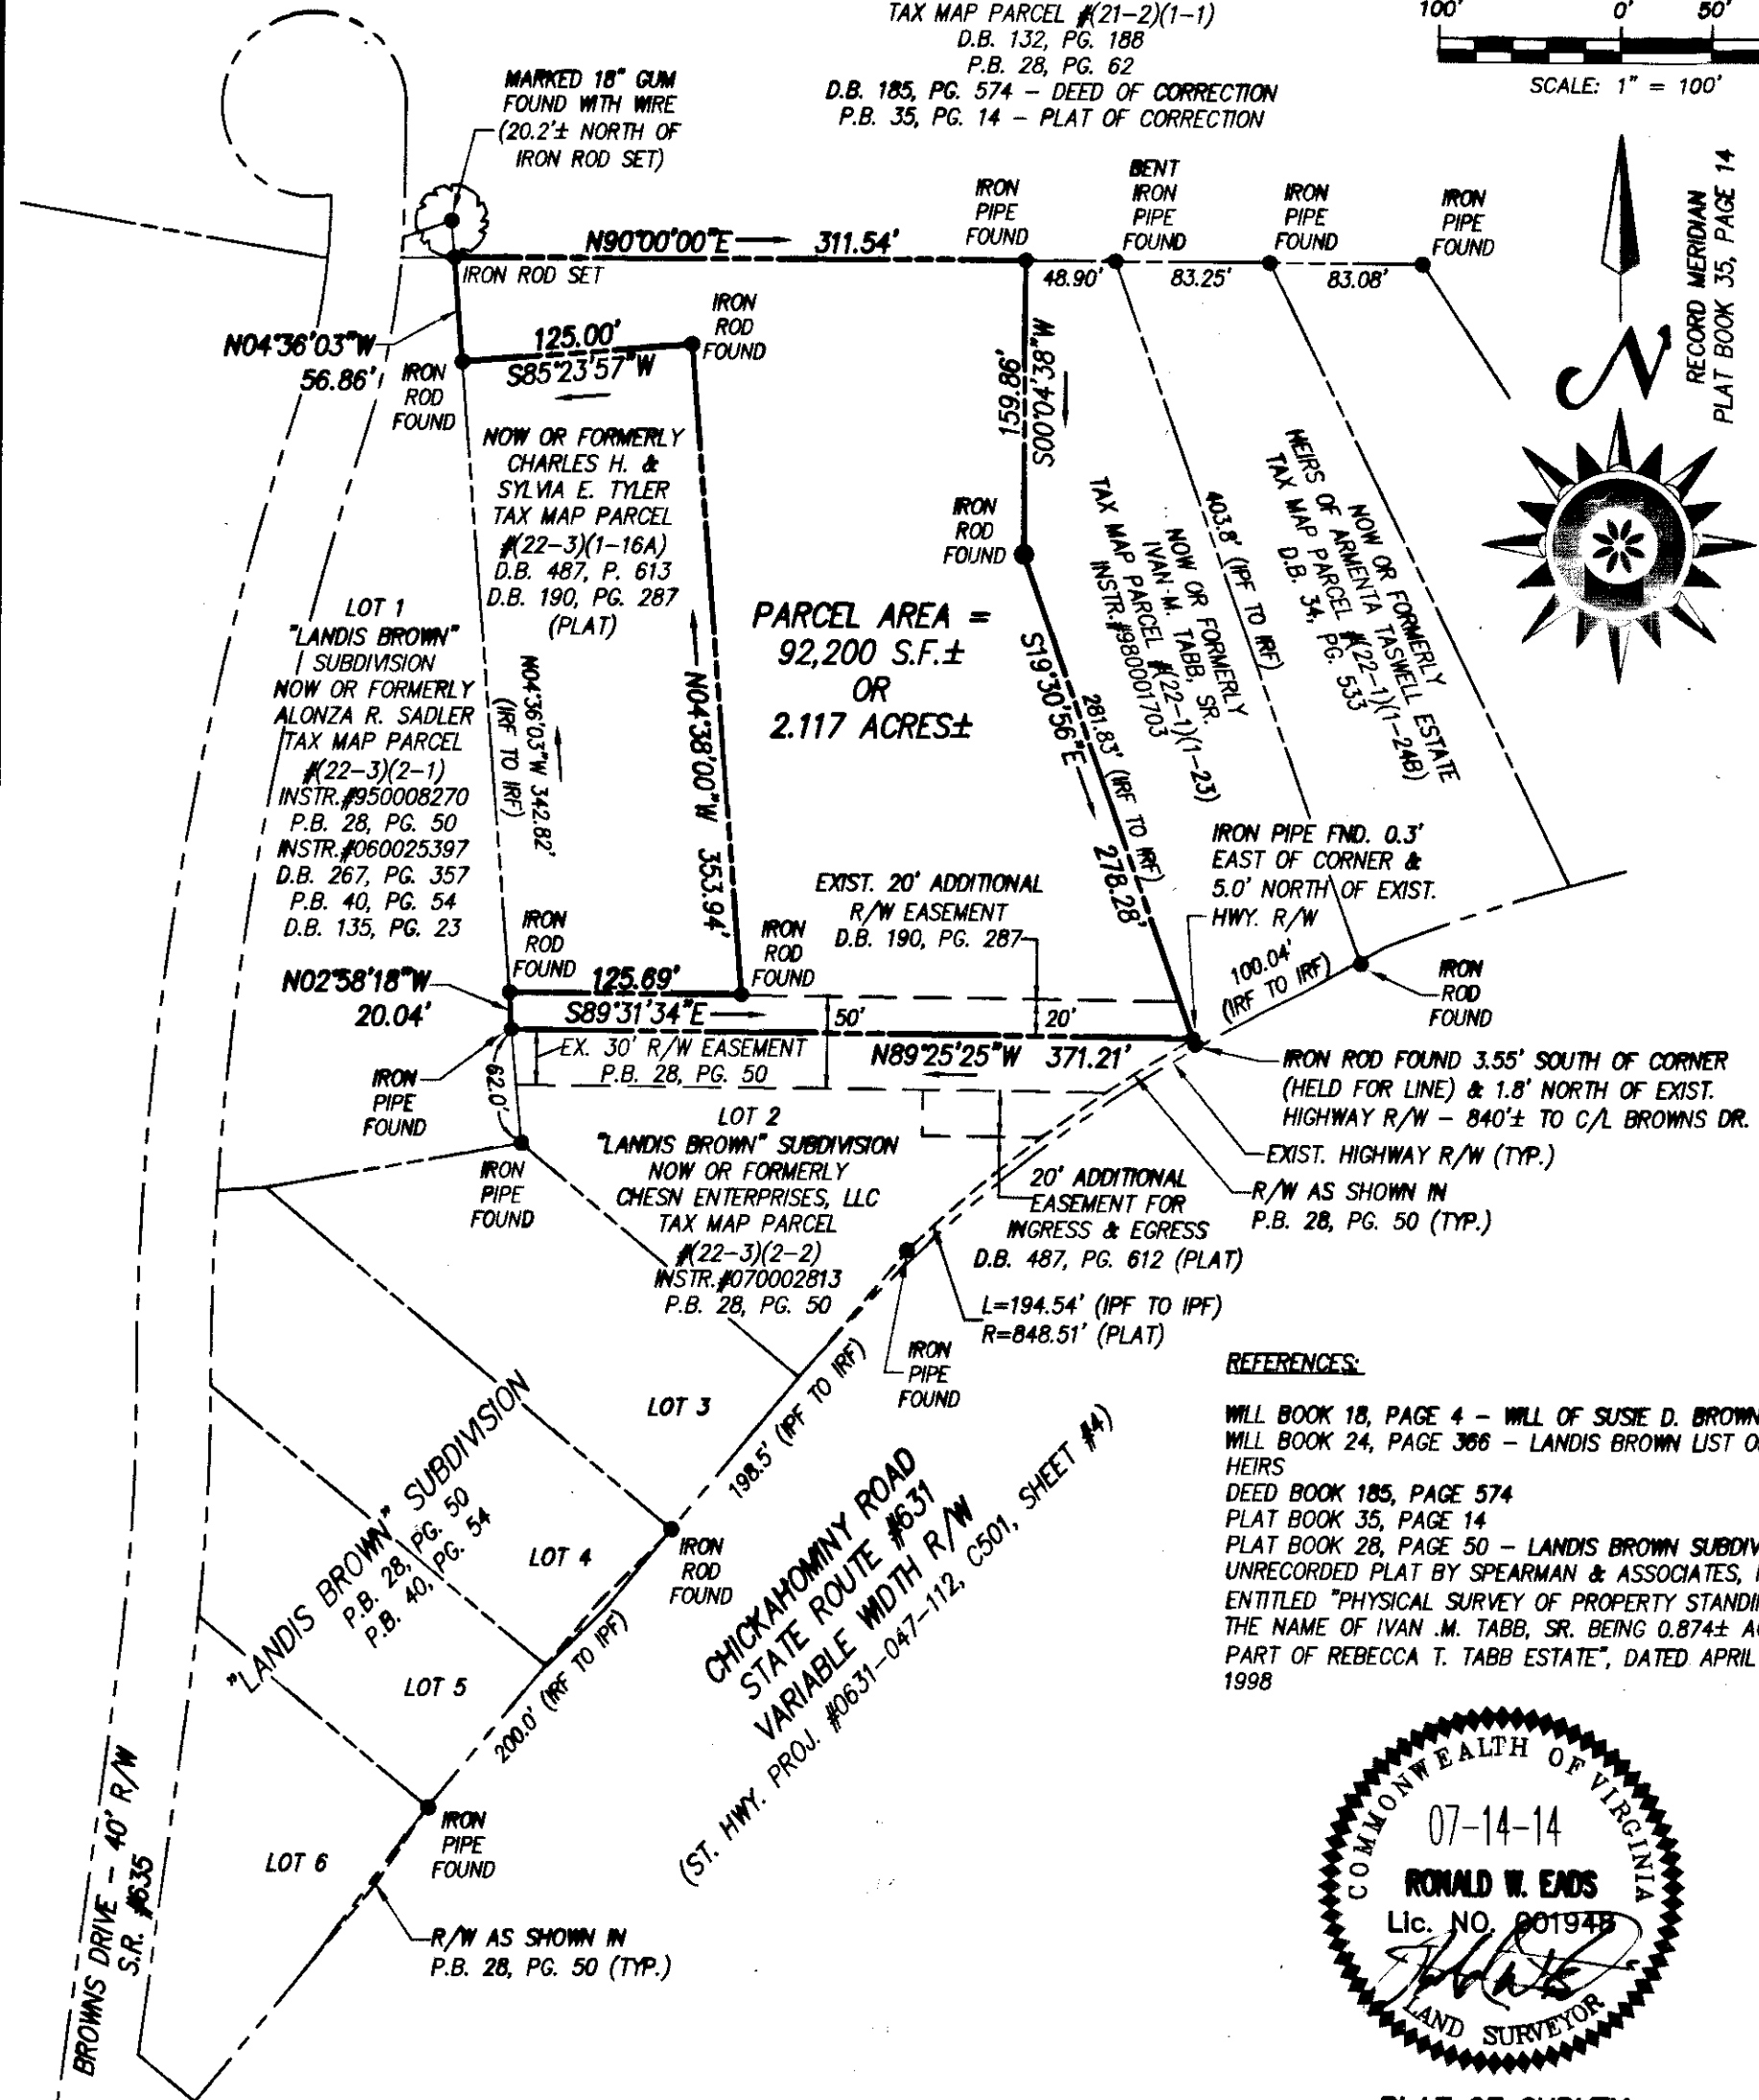 TAX MAP PARCEL #(21-2)(1-1)
D.B. 132, PG. 188
P.B. 28, PG. 62
D.B. 185, PG. 574 - DEED OF CORRECTION
P.B. 35, PG. 14 - PLAT OF CORRECTION
100'
0'
50'
SCALE: 1" = 100'
RECORD MERIDIAN
PLAT BOOK 35, PAGE 14
MARKED 18" GUM
FOUND WITH WIRE
(20.2'± NORTH OF
IRON ROD SET)
IRON
PIPE
FOUND
BENT
IRON
PIPE
FOUND
IRON
PIPE
FOUND
IRON
PIPE
FOUND
N90°00'00"E 311.54'
IRON ROD SET
48.90'
83.25'
83.08'
N04°36'03"W
56.86'
IRON
ROD
FOUND
125.00'
S85°23'57"W
IRON
ROD
FOUND
159.86'
S00°04'38"W
IRON
ROD
FOUND
NOW OR FORMERLY
CHARLES H. &
SYLVIA E. TYLER
TAX MAP PARCEL
#(22-3)(1-16A)
D.B. 487, P. 613
D.B. 190, PG. 287
(PLAT)
LOT 1
"LANDIS BROWN"
SUBDIVISION
NOW OR FORMERLY
ALONZA R. SADLER
TAX MAP PARCEL
#(22-3)(2-1)
INSTR.#950008270
P.B. 28, PG. 50
INSTR.#060025397
D.B. 267, PG. 357
P.B. 40, PG. 54
D.B. 135, PG. 23
N04°36'03"W 342.82'
(IRF TO IRF)
N04°38'00"W 353.94'
PARCEL AREA =
92,200 S.F.±
OR
2.117 ACRES±
S19°30'56"E 278.28'
281.83' (IRF TO IRF)
NOW OR FORMERLY
IVAN M. TABB, SR.
TAX MAP PARCEL #(22-1)(1-23)
INSTR.#980001703
403.8' (IPF TO IRF)
NOW OR FORMERLY
HEIRS OF ARMENTA TASWELL ESTATE
TAX MAP PARCEL #(22-1)(1-24B)
D.B. 34, PG. 533
IRON PIPE FND. 0.3'
EAST OF CORNER &
5.0' NORTH OF EXIST.
HWY. R/W
EXIST. 20' ADDITIONAL
R/W EASEMENT
D.B. 190, PG. 287
IRON
ROD
FOUND
IRON
ROD
FOUND
100.04'
(IRF TO IRF)
IRON
ROD
FOUND
N02°58'18"W
20.04'
125.69'
S89°31'34"E
50'
20'
N89°25'25"W 371.21'
EX. 30' R/W EASEMENT
P.B. 28, PG. 50
IRON
PIPE
FOUND
62.0'
IRON
PIPE
FOUND
IRON ROD FOUND 3.55' SOUTH OF CORNER
(HELD FOR LINE) & 1.8' NORTH OF EXIST.
HIGHWAY R/W - 840'± TO C/L BROWNS DR.
EXIST. HIGHWAY R/W (TYP.)
R/W AS SHOWN IN
P.B. 28, PG. 50 (TYP.)
LOT 2
"LANDIS BROWN" SUBDIVISION
NOW OR FORMERLY
CHESN ENTERPRISES, LLC
TAX MAP PARCEL
#(22-3)(2-2)
INSTR.#070002813
P.B. 28, PG. 50
20' ADDITIONAL
EASEMENT FOR
INGRESS & EGRESS
D.B. 487, PG. 612 (PLAT)
L=194.54' (IPF TO IPF)
R=848.51' (PLAT)
IRON
PIPE
FOUND
LOT 3
198.5' (IPF TO IRF)
IRON
ROD
FOUND
LOT 4
"LANDIS BROWN" SUBDIVISION
P.B. 28, PG. 50
P.B. 40, PG. 54
LOT 5
200.0' (IRF TO IPF)
IRON
PIPE
FOUND
LOT 6
R/W AS SHOWN IN
P.B. 28, PG. 50 (TYP.)
BROWNS DRIVE - 40' R/W
S.R. #635
CHICKAHOMINY ROAD
STATE ROUTE #631
VARIABLE WIDTH R/W
(ST. HWY. PROJ. #0631-047-112, C501, SHEET #4)
REFERENCES:
WILL BOOK 18, PAGE 4 - WILL OF SUSIE D. BROWN
WILL BOOK 24, PAGE 366 - LANDIS BROWN LIST O
HEIRS
DEED BOOK 185, PAGE 574
PLAT BOOK 35, PAGE 14
PLAT BOOK 28, PAGE 50 - LANDIS BROWN SUBDIV
UNRECORDED PLAT BY SPEARMAN & ASSOCIATES,
ENTITLED "PHYSICAL SURVEY OF PROPERTY STANDI
THE NAME OF IVAN .M. TABB, SR. BEING 0.874± A
PART OF REBECCA T. TABB ESTATE", DATED APRIL
1998
COMMONWEALTH OF VIRGINIA
07-14-14
RONALD W. EADS
Lic. NO. 001948
LAND SURVEYOR